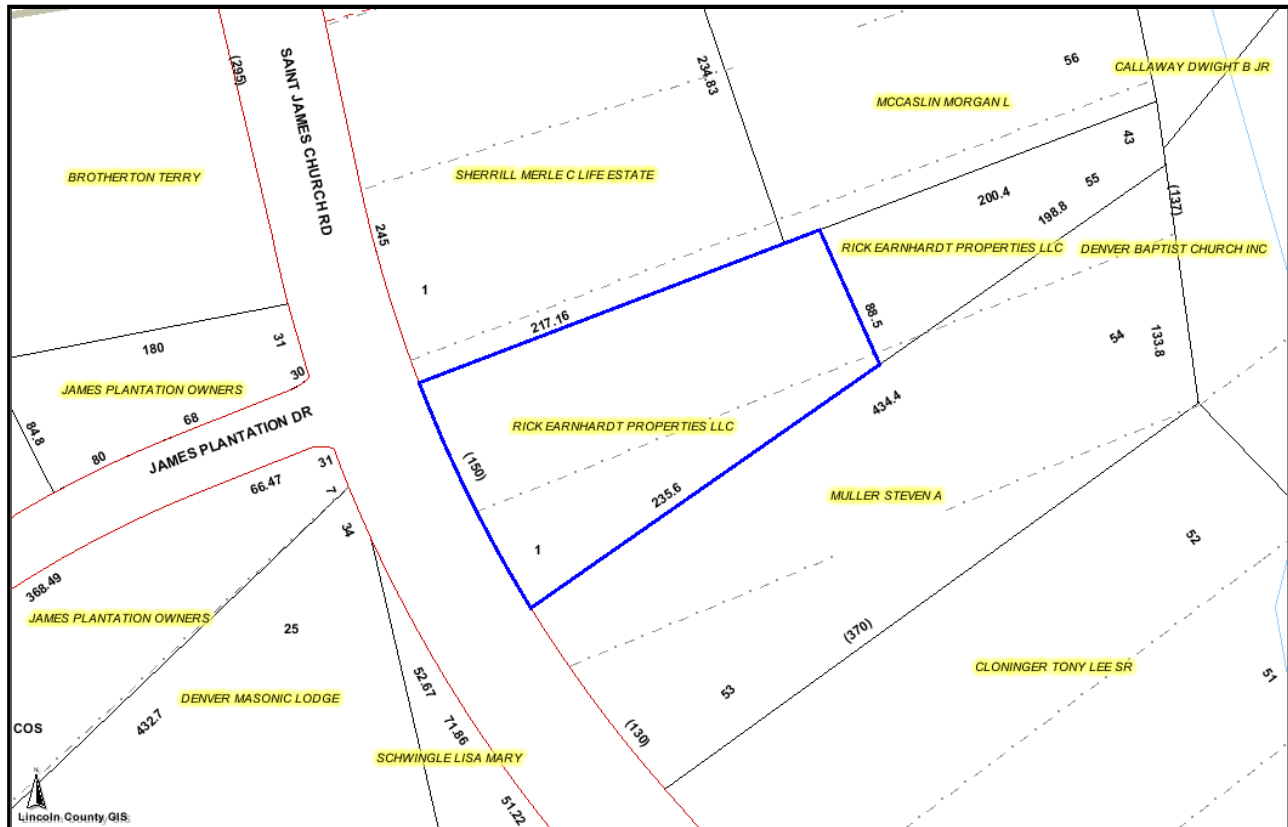 (295)
SAINT JAMES CHURCH RD
234.83
56
CALLAWAY DWIGHT B JR
MCCASLIN MORGAN L
43
BROTHERTON TERRY
SHERRILL MERLE C LIFE ESTATE
55
200.4
(137)
198.8
245
RICK EARNHARDT PROPERTIES LLC
DENVER BAPTIST CHURCH INC
1
217.16
88.5
54
133.8
31
180
30
JAMES PLANTATION OWNERS
68
84.8
80
JAMES PLANTATION DR
434.4
RICK EARNHARDT PROPERTIES LLC
31
(150)
66.47
7
235.6
MULLER STEVEN A
34
1
52
368.49
JAMES PLANTATION OWNERS
25
(370)
CLONINGER TONY LEE SR
51
52.67
53
DENVER MASONIC LODGE
432.7
COS
71.86
(130)
SCHWINGLE LISA MARY
N
51.22
Lincoln County GIS